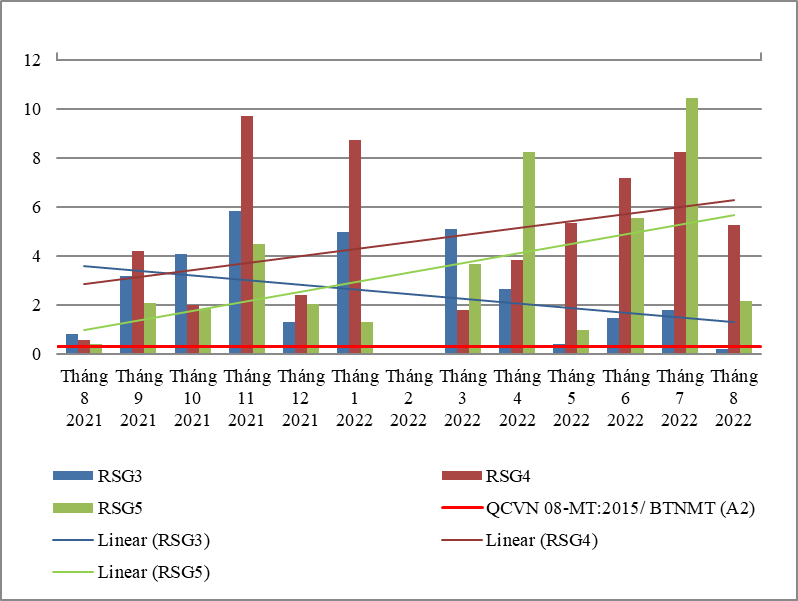 12
10
8
6
4
2
0
Tháng 8 2021
Tháng 9 2021
Tháng 10 2021
Tháng 11 2021
Tháng 12 2021
Tháng 1 2022
Tháng 2 2022
Tháng 3 2022
Tháng 4 2022
Tháng 5 2022
Tháng 6 2022
Tháng 7 2022
Tháng 8 2022
RSG3
RSG4
RSG5
QCVN 08-MT:2015/ BTNMT (A2)
Linear (RSG3)
Linear (RSG4)
Linear (RSG5)